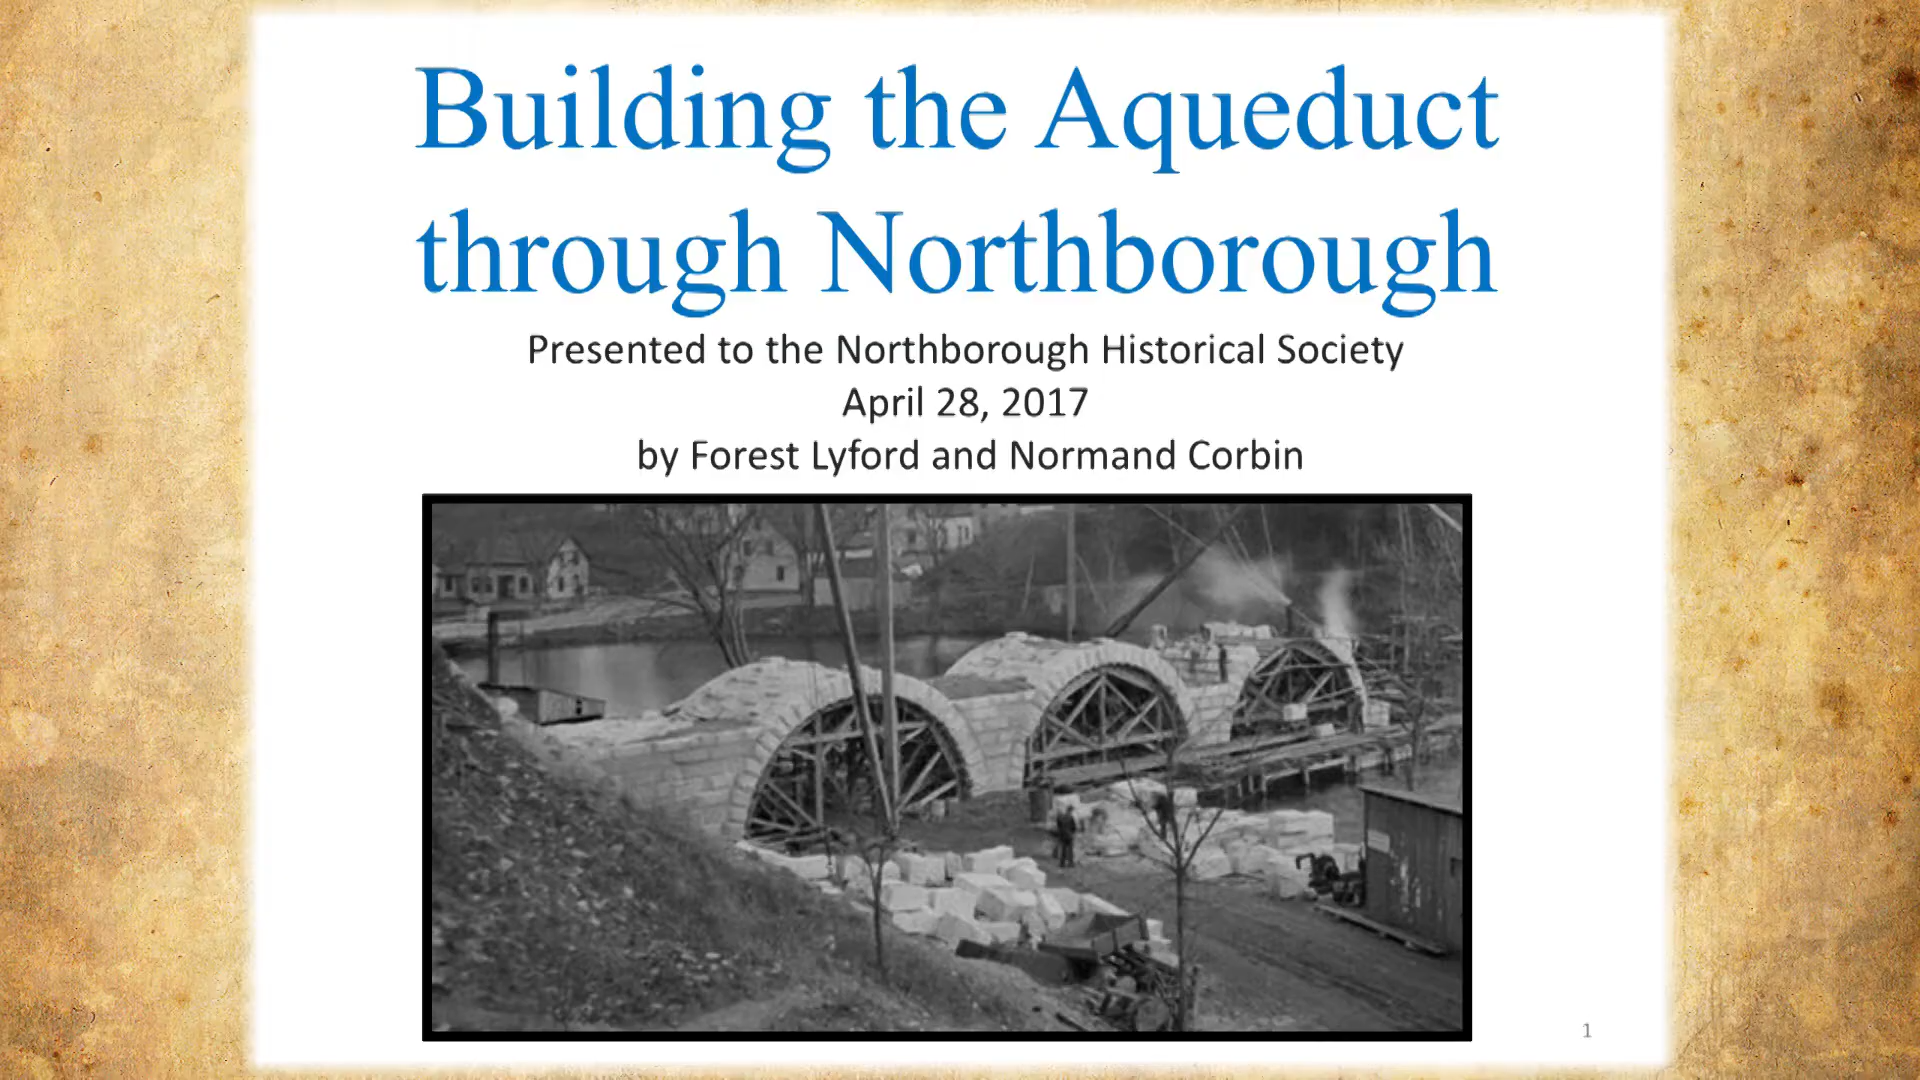 Building the Aqueduct
through Northborough
Presented to the Northborough Historical Society
April 28, 2017
by Forest Lyford and Normand Corbin
1